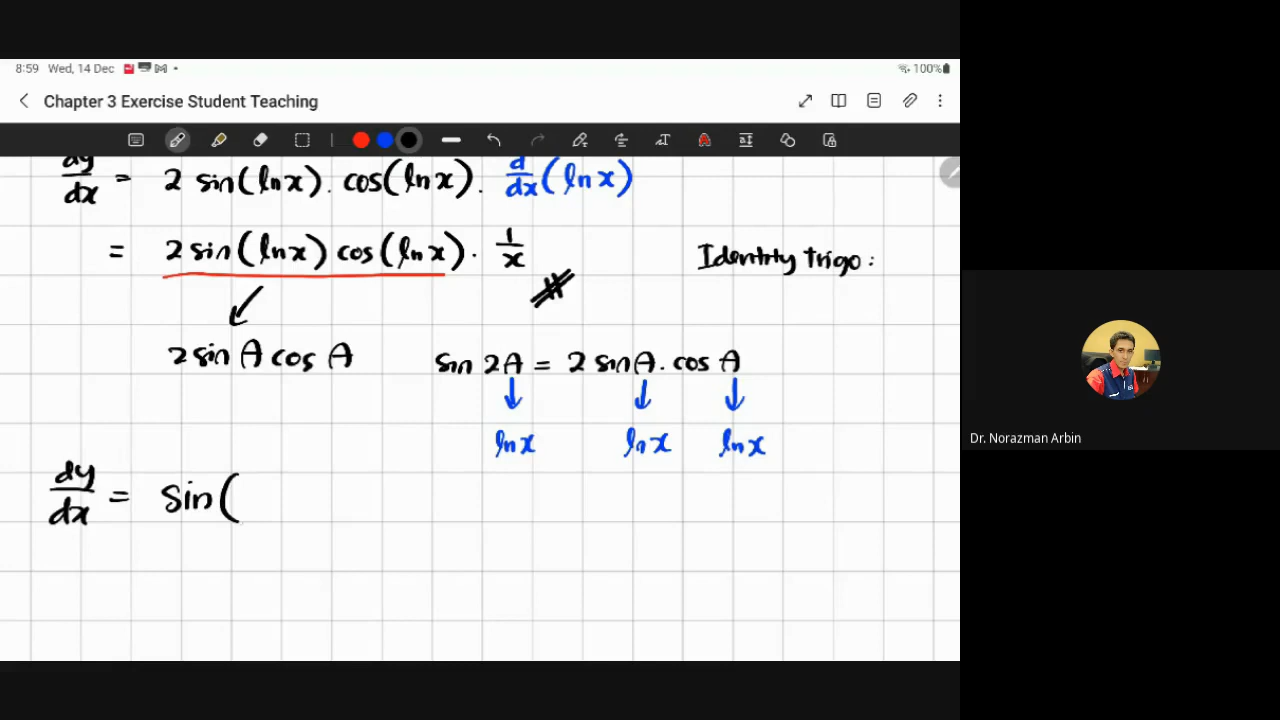 8:59 Wed, 14 Dec 100%
Chapter 3 Exercise Student Teaching
dy/dx = 2 sin(ln x) . cos(ln x) . d/dx (ln x)
= 2 sin(ln x) cos(ln x) . 1/x
Identity trigo :
2 sin A cos A
sin 2A = 2 sin A . cos A
ln x ln x ln x
dy/dx = sin(
Dr. Norazman Arbin